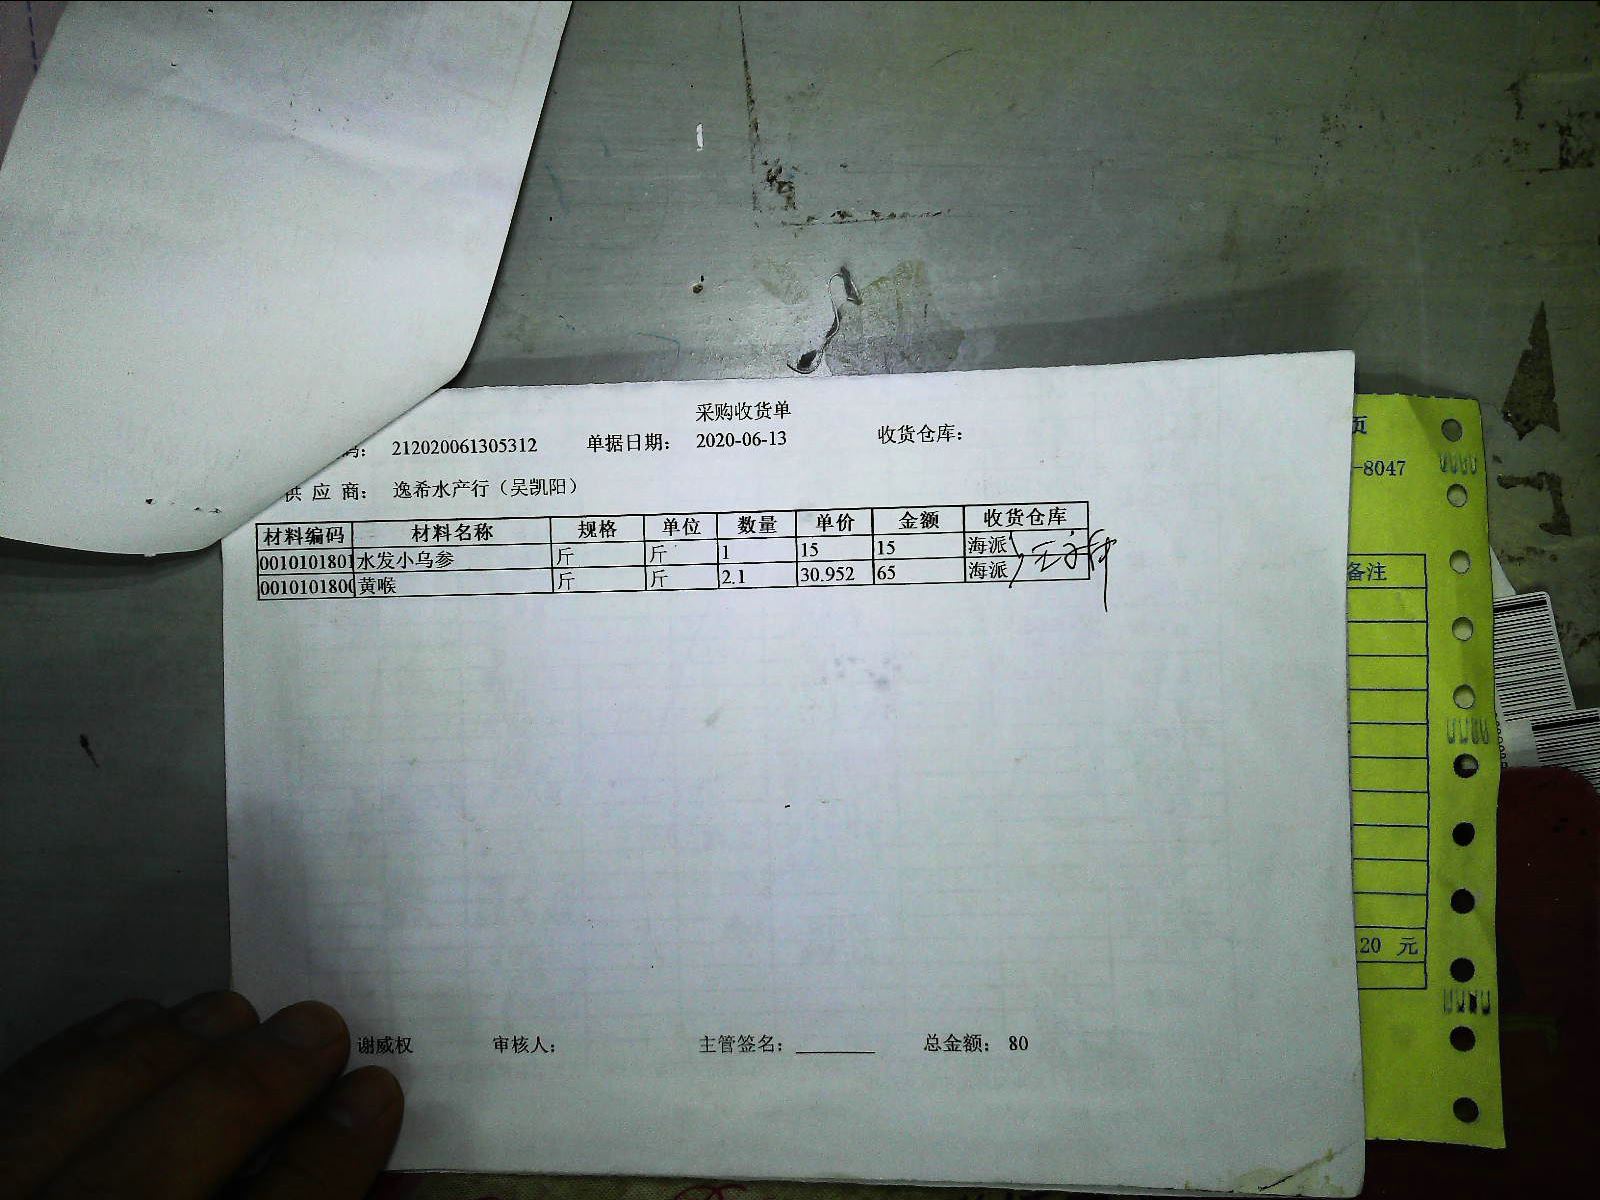 采购收货单
码： 212020061305312 单据日期： 2020-06-13 收货仓库：
供 应 商： 逸希水产行（吴凯阳）
材料编码 材料名称 规格 单位 数量 单价 金额 收货仓库
001010180 水发小乌参 斤 斤 1 15 15 海派
001010180 黄喉 斤 斤 2.1 30.952 65 海派
谢威权 审核人： 主管签名： 总金额： 80
页
-8047
备注
20 元